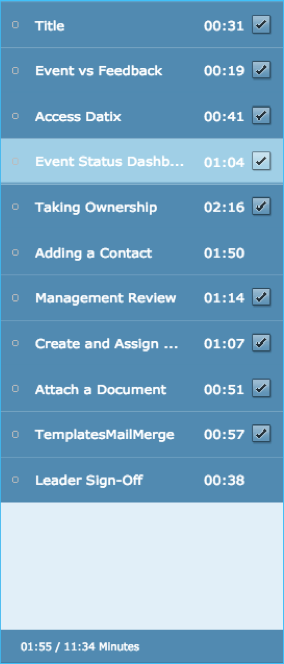 Title 00:31
Event vs Feedback 00:19
Access Datix 00:41
Event Status Dashb... 01:04
Taking Ownership 02:16
Adding a Contact 01:50
Management Review 01:14
Create and Assign ... 01:07
Attach a Document 00:51
TemplatesMailMerge 00:57
Leader Sign-Off 00:38
01:55 / 11:34 Minutes